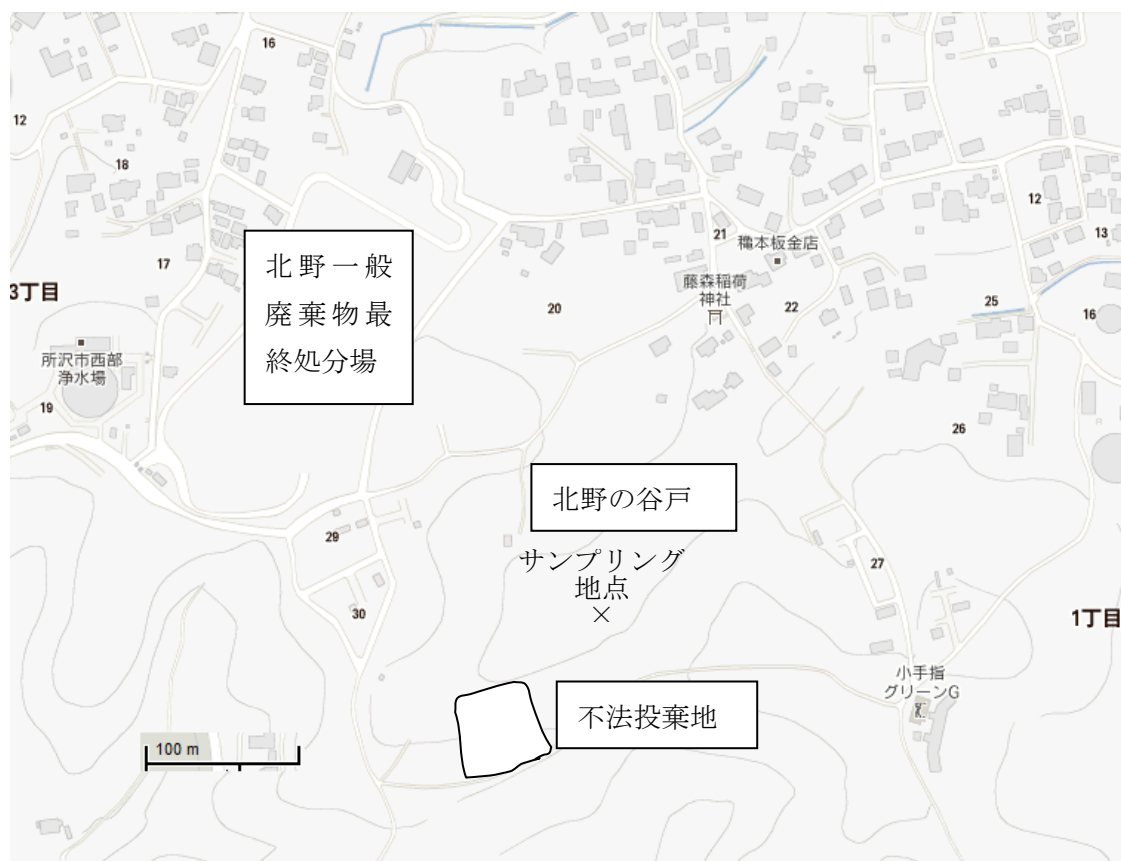 16
12
18
17
3丁目
所沢市西部
浄水場
19
北野一般
廃棄物最
終処分場
20
21
穐本板金店
藤森稲荷
神社
22
12
13
25
16
26
北野の谷戸
サンプリング
地点
×
29
30
27
1丁目
小手指
グリーンG
不法投棄地
100 m